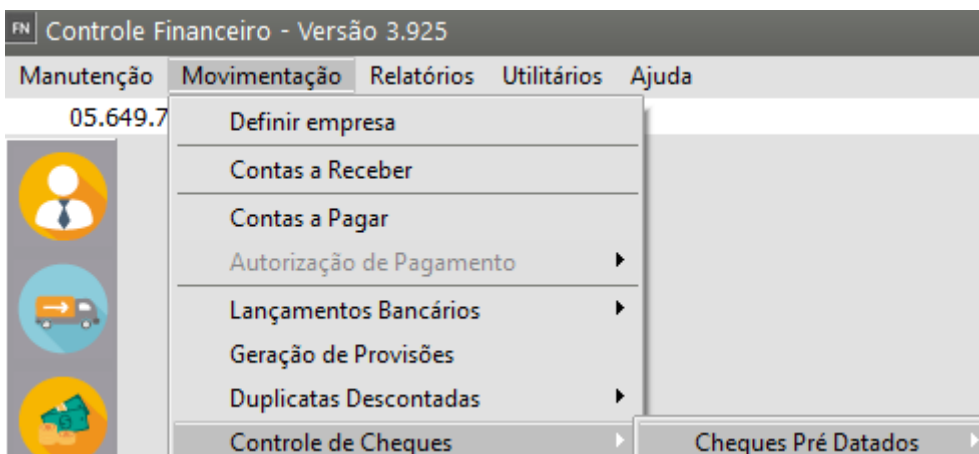 FN Controle Financeiro - Versão 3.925
Manutenção Movimentação Relatórios Utilitários Ajuda
05.649.7
Definir empresa
Contas a Receber
Contas a Pagar
Autorização de Pagamento
Lançamentos Bancários
Geração de Provisões
Duplicatas Descontadas
Controle de Cheques Cheques Pré Datados